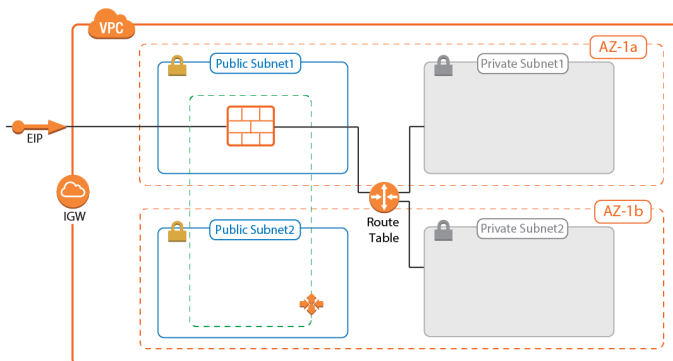 VPC
AZ-1a
Public Subnet1
Private Subnet1
EIP
IGW
Route
Table
AZ-1b
Public Subnet2
Private Subnet2